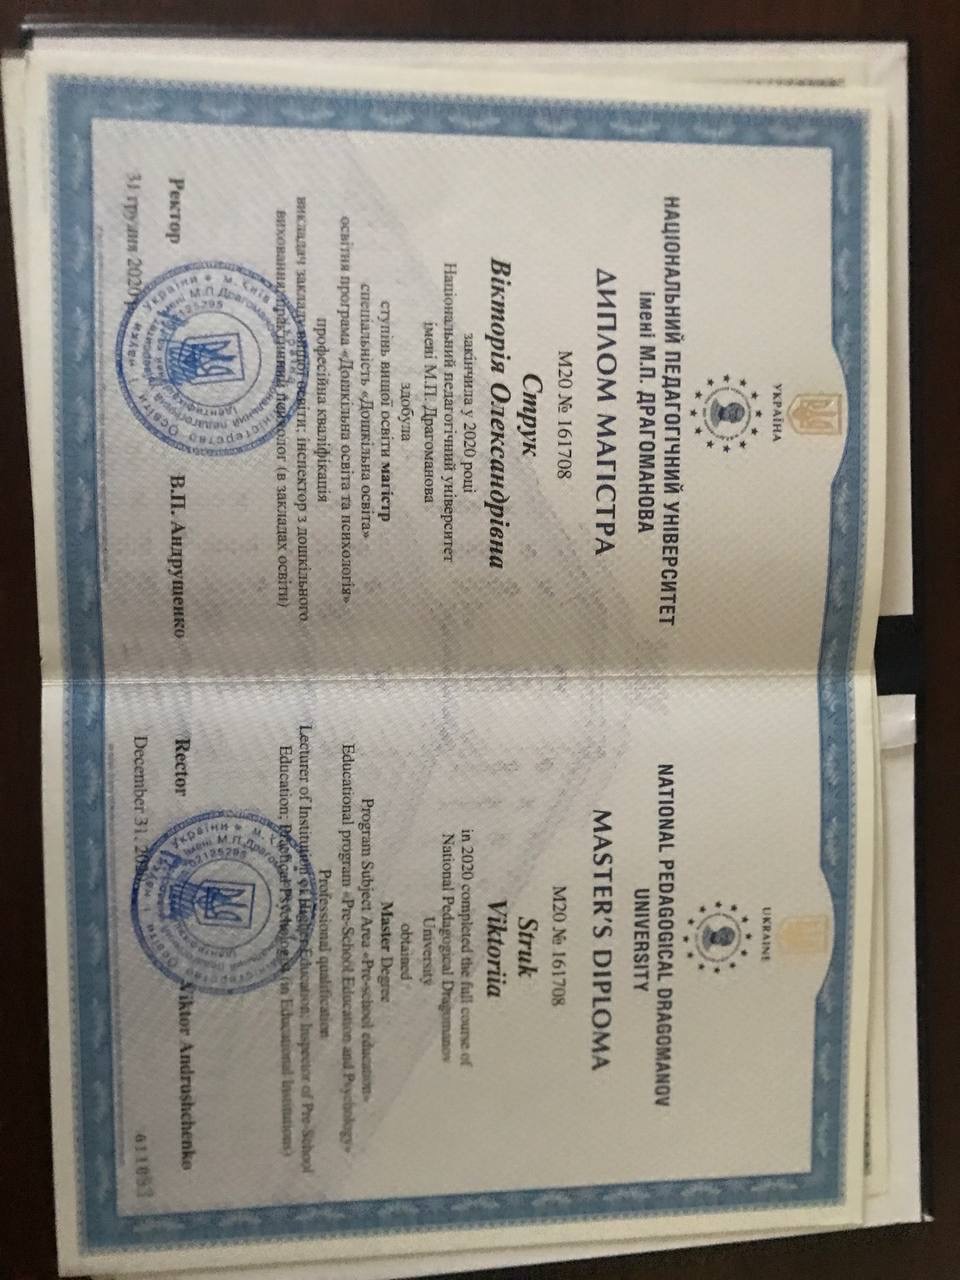 УКРАЇНА
НАЦІОНАЛЬНИЙ ПЕДАГОГІЧНИЙ УНІВЕРСИТЕТ
імені М.П. ДРАГОМАНОВА
ДИПЛОМ МАГІСТРА
М20 № 161708
Струк
Вікторія Олександрівна
закінчила у 2020 році
Національний педагогічний університет
імені М.П. Драгоманова
здобула
ступінь вищої освіти магістр
спеціальність «Дошкільна освіта»
освітня програма «Дошкільна освіта та психологія»
професійна кваліфікація
викладач закладу вищої освіти; інспектор з дошкільного
виховання; практичний психолог (в закладах освіти)
Ректор В.П. Андрущенко
31 грудня 2020
UKRAINE
NATIONAL PEDAGOGICAL DRAGOMANOV
UNIVERSITY
MASTER'S DIPLOMA
M20 № 161708
Struk
Viktoriia
in 2020 completed the full course of
National Pedagogical Dragomanov
University
obtained
Master Degree
Program Subject Area «Pre-school education»
Educational program «Pre-School Education and Psychology»
Professional qualification
Lecturer of Institution of Higher Education; Inspector of Pre-School
Education; Practical Psychologist (in Educational Institutions)
Rector Viktor Andrushchenko
December 31,